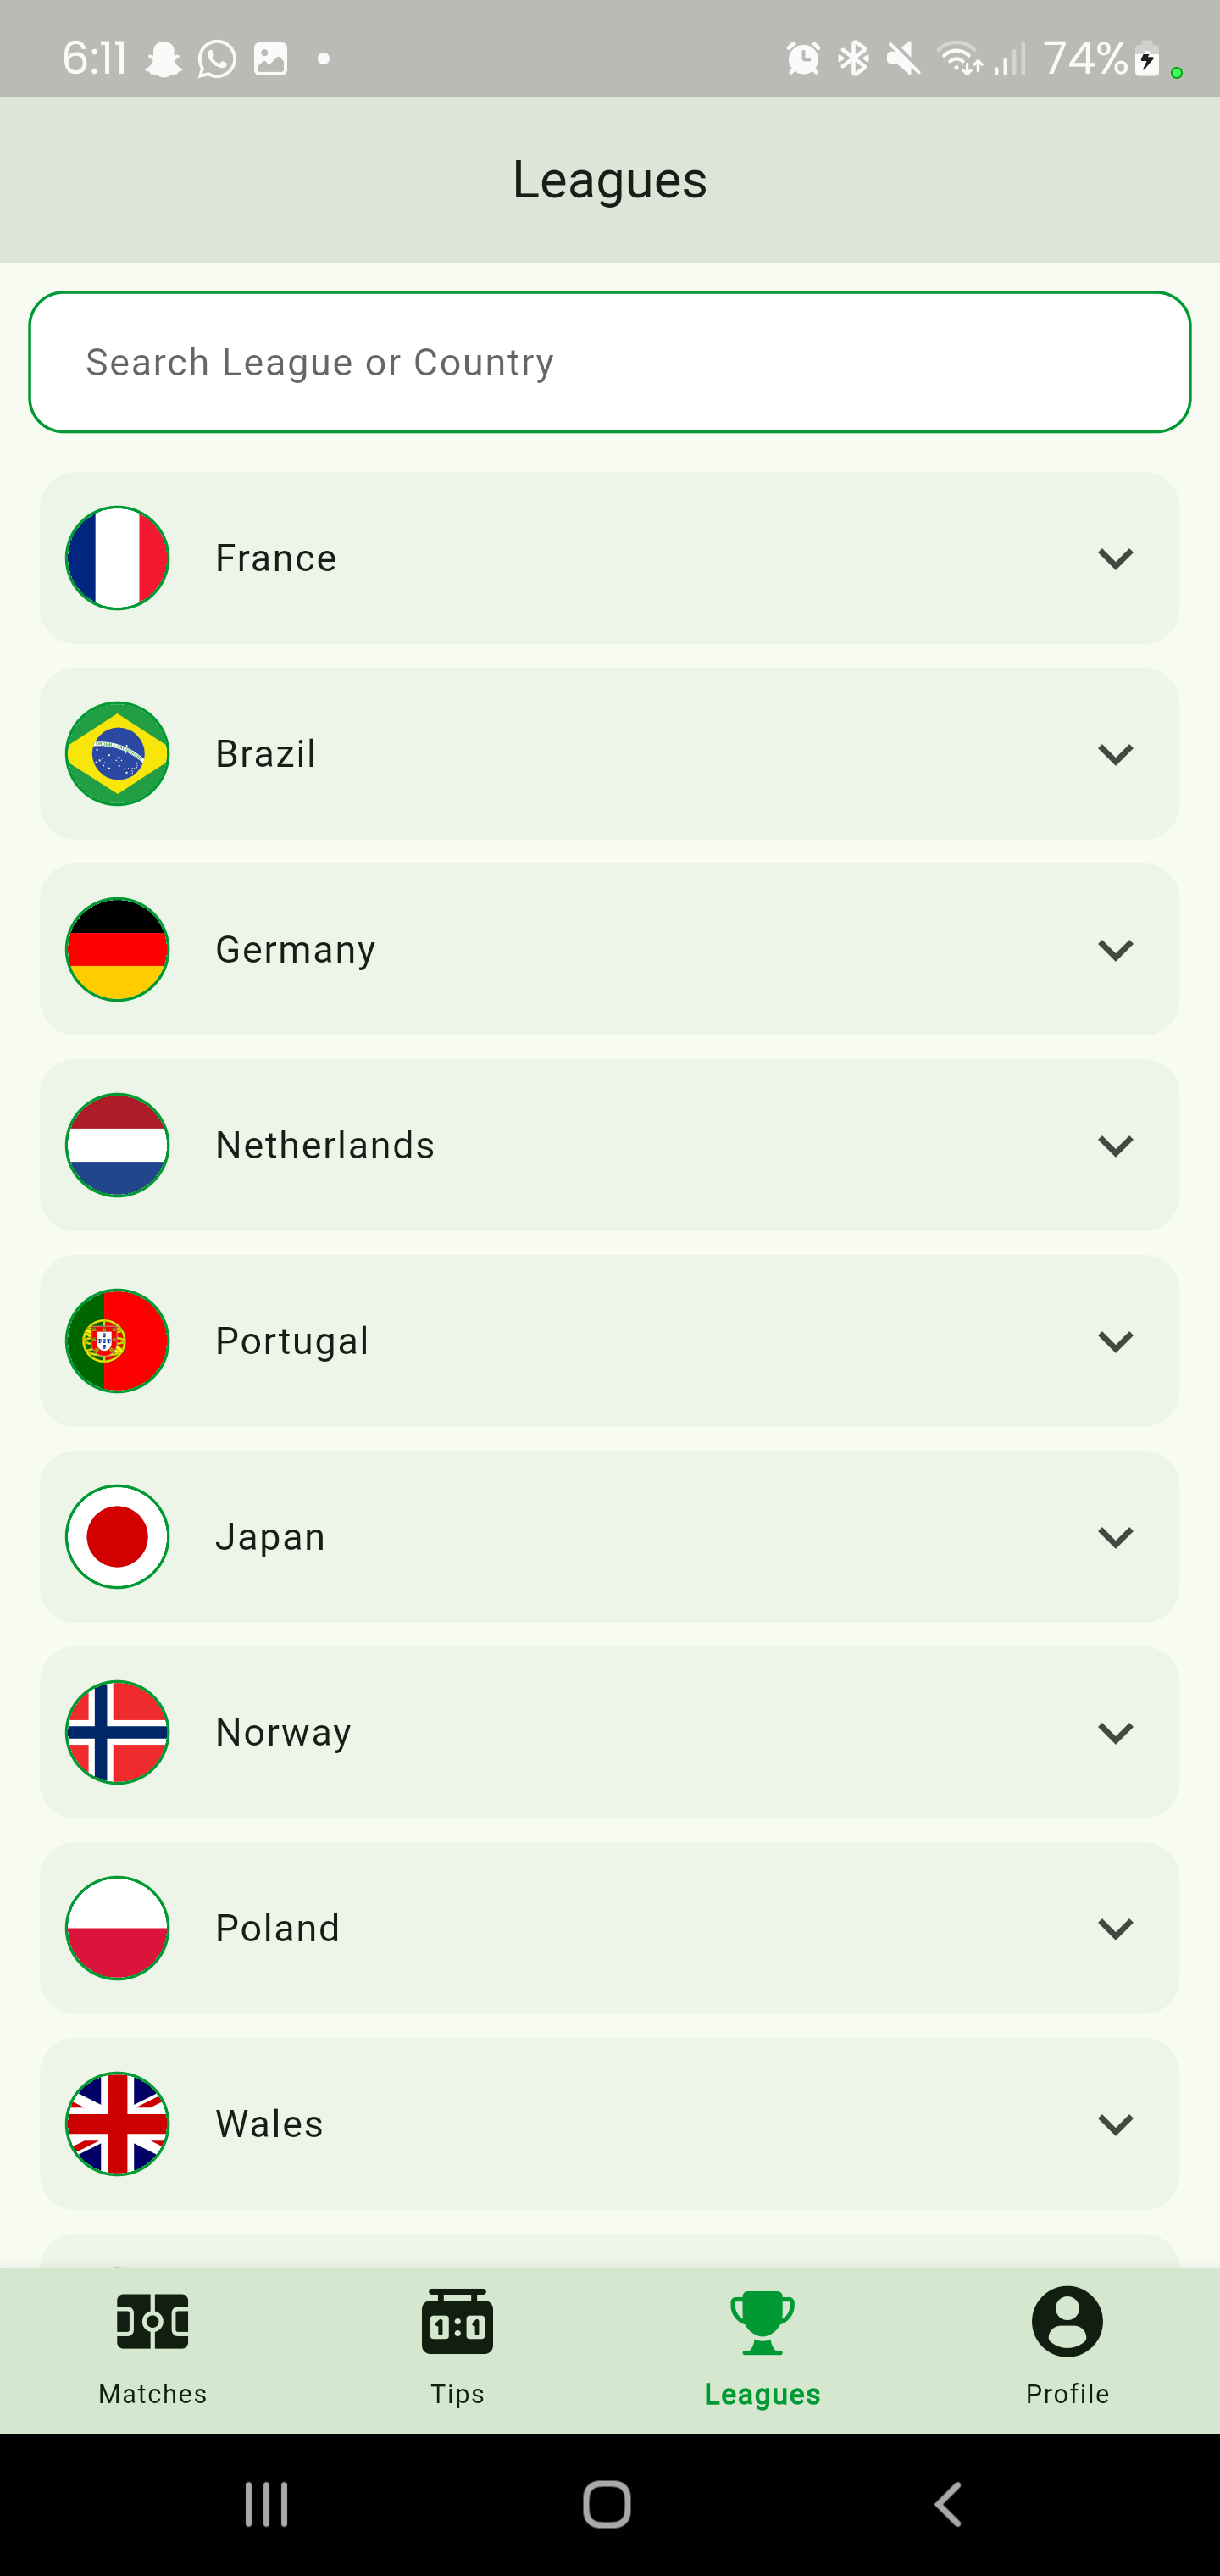 6:11 74%
Leagues
Search League or Country
France
Brazil
Germany
Netherlands
Portugal
Japan
Norway
Poland
Wales
1:1
Matches Tips Leagues Profile